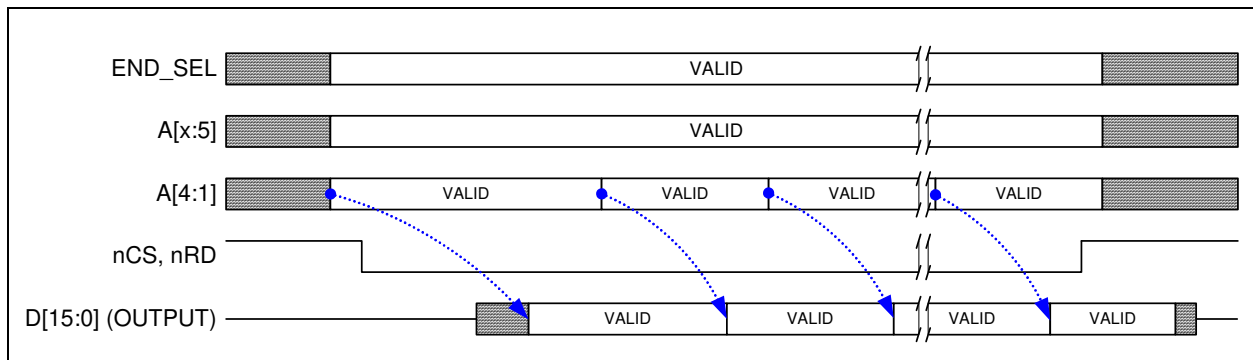 END_SEL VALID
A[x:5] VALID
A[4:1] VALID VALID VALID VALID
nCS, nRD
D[15:0] (OUTPUT) VALID VALID VALID VALID